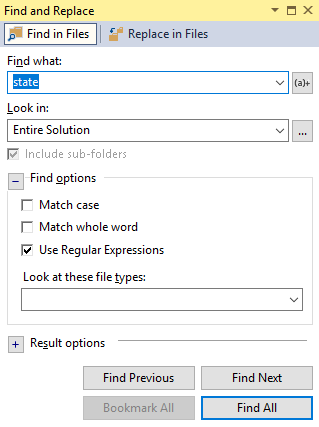 Find and Replace
Find in Files Replace in Files
Find what:
state
(a)+
Look in:
Entire Solution
...
Include sub-folders
Find options
Match case
Match whole word
Use Regular Expressions
Look at these file types:
Result options
Find Previous Find Next
Bookmark All Find All